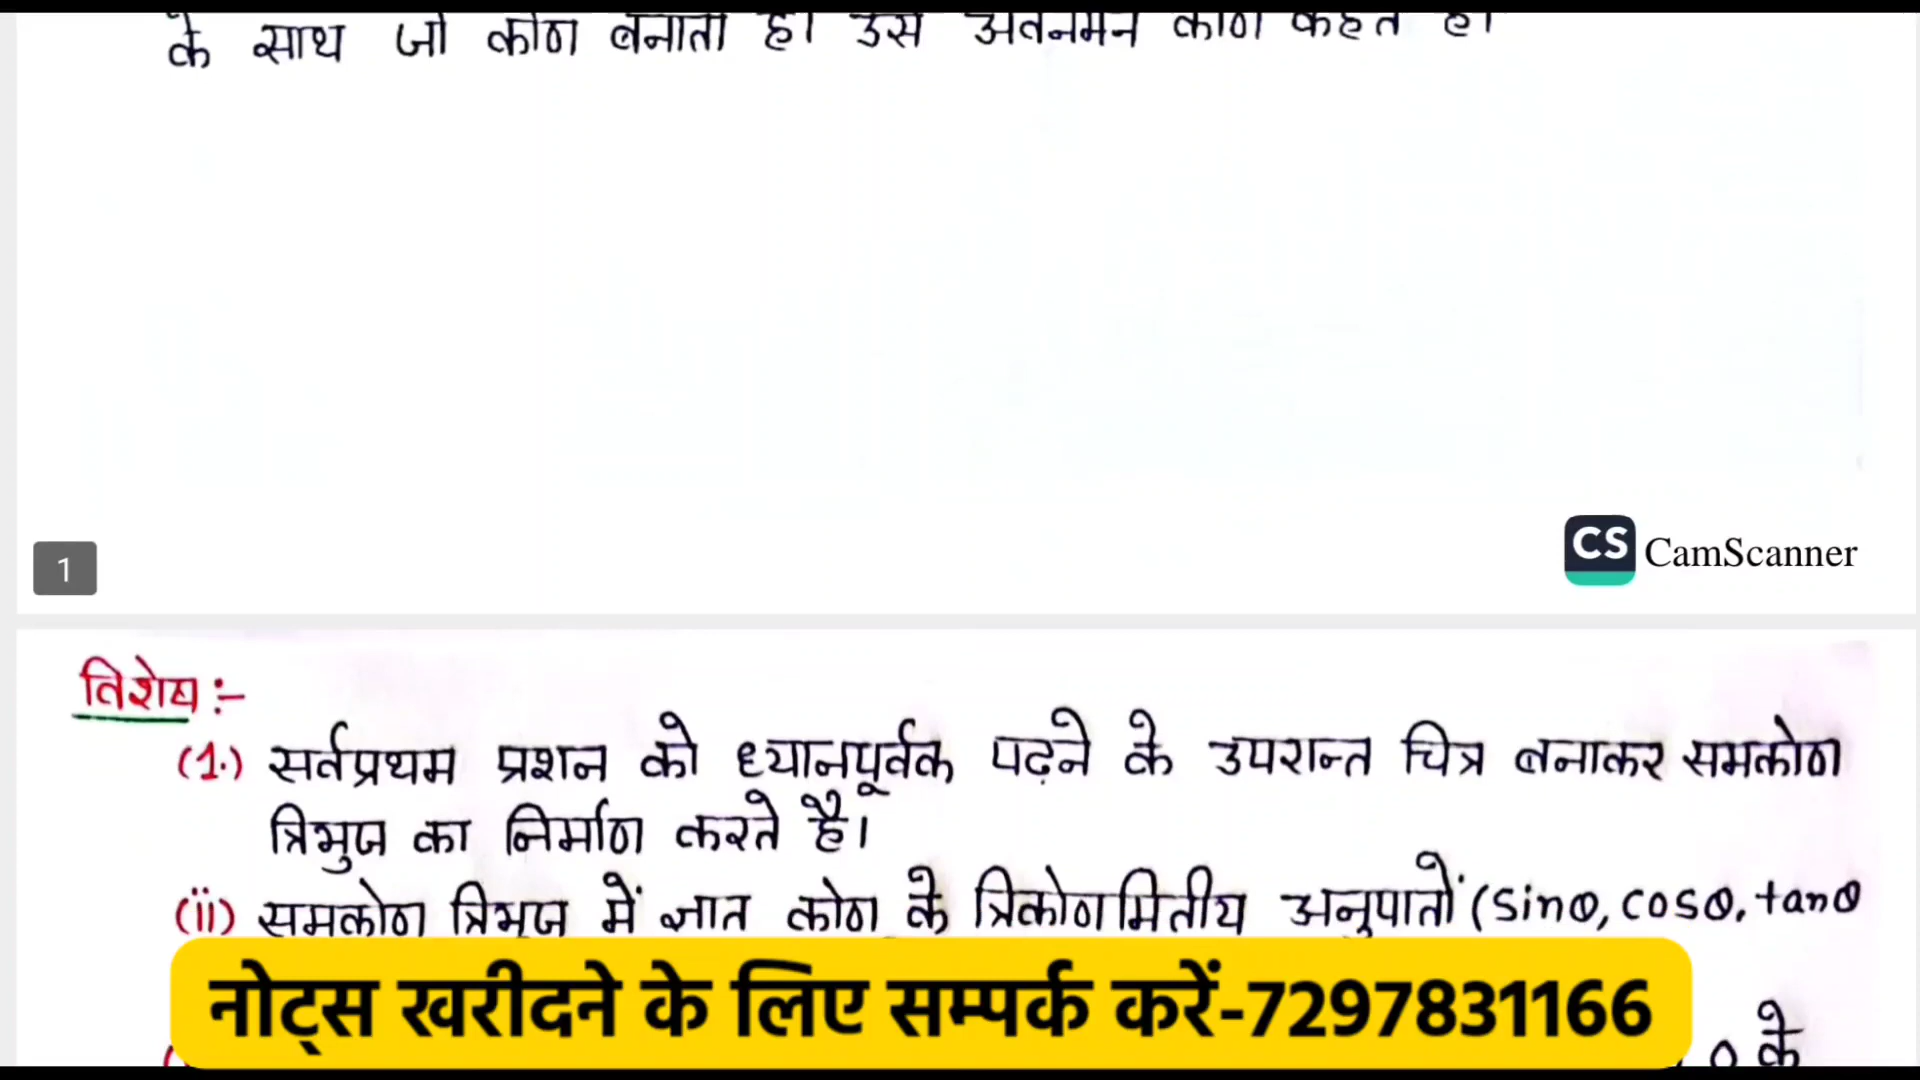 के साथ जो कोण बनाता है। उसे अवनमन कोण कहते है।
CS CamScanner
1
विशेष :-
(1.) सर्वप्रथम प्रशन को ध्यानपूर्वक पढ़ने के उपरान्त चित्र बनाकर समकोण
त्रिभुज का निर्माण करते है।
(ii) समकोण त्रिभुज में ज्ञात कोण के त्रिकोणमितीय अनुपातों (sinθ, cosθ, tanθ
नोट्स खरीदने के लिए सम्पर्क करें-7297831166
के